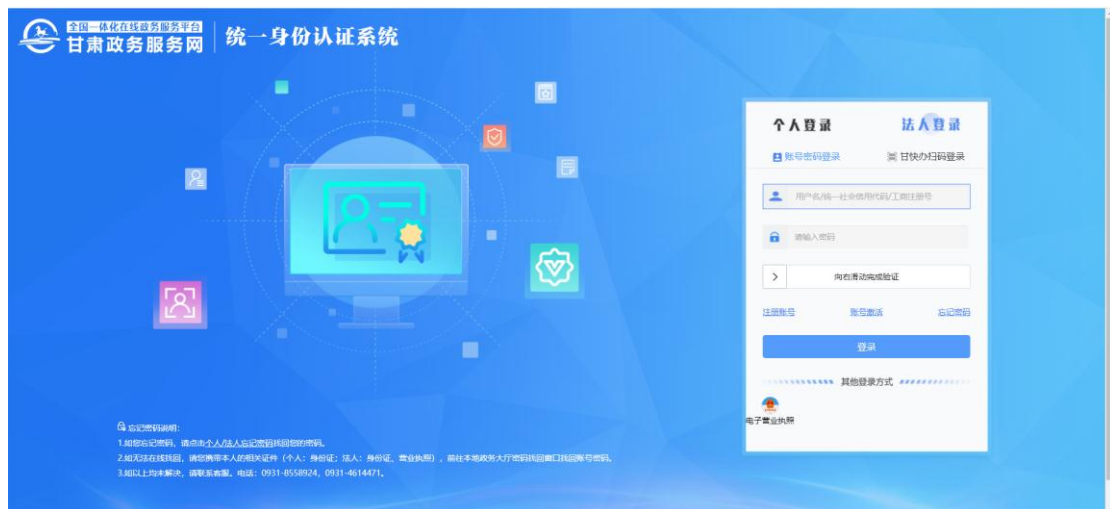 全国一体化在线政务服务平台
甘肃政务服务网
统一身份认证系统
个人登录
法人登录
账号密码登录
甘快办扫码登录
用户名/统一社会信用代码/工商注册号
请输入密码
向右滑动完成验证
注册账号
账号激活
忘记密码
登录
其他登录方式
电子营业执照
忘记密码说明：
1.如您忘记密码，请点击个人/法人忘记密码找回您的密码。
2.如无法在线找回，请您携带本人的相关证件（个人：身份证；法人：身份证、营业执照），前往本地政务大厅密码找回窗口找回账号密码。
3.如以上均未解决，请联系客服。电话：0931-8558924，0931-4614471。